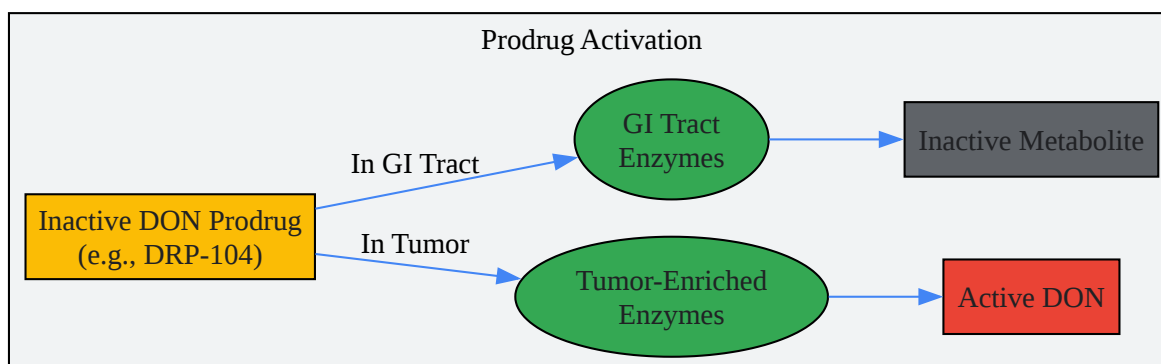 Prodrug Activation
GI Tract
Enzymes
Inactive Metabolite
In GI Tract
Inactive DON Prodrug
(e.g., DRP-104)
In Tumor
Tumor-Enriched
Enzymes
Active DON